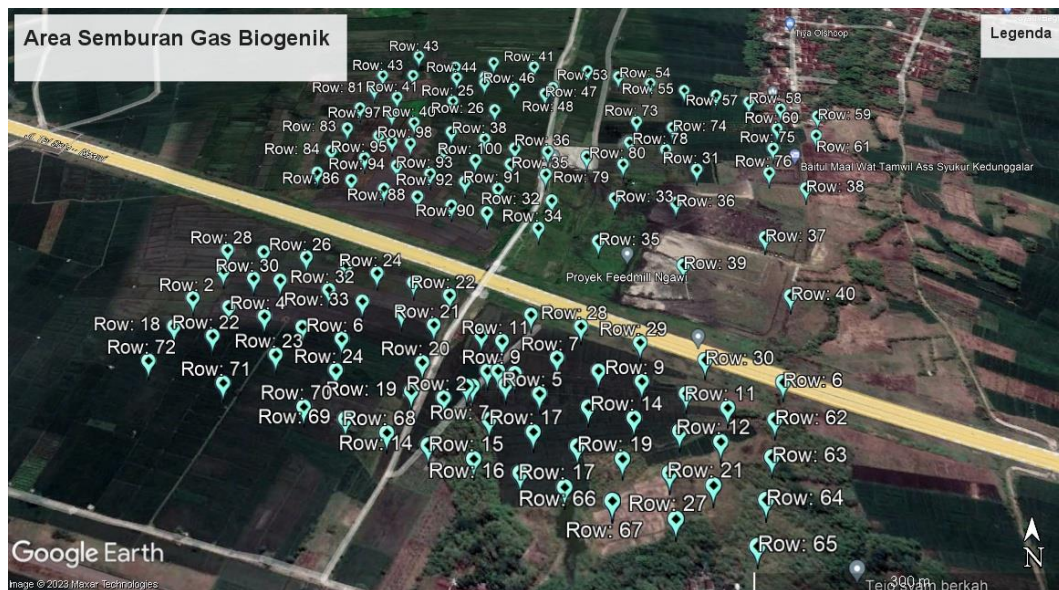 Area Semburan Gas Biogenik
Legenda
Tiya Olshoop
Row: 43
Row: 41
Row: 43
Row: 44
Row: 53
Row: 54
Row: 81
Row: 41
Row: 25
Row: 46
Row: 47
Row: 55
Row: 57
Row: 58
Row: 97
Row: 40
Row: 26
Row: 48
Row: 73
Row: 60
Row: 59
Row: 83
Row: 98
Row: 38
Row: 74
Row: 75
Row: 84
Row: 95
Row: 100
Row: 36
Row: 78
Row: 61
Row: 94
Row: 93
Row: 35
Row: 80
Row: 31
Row: 76
Baitul Maal Wat Tamwil Ass Syukur Kedunggalar
Row: 86
Row: 92
Row: 91
Row: 79
Row: 88
Row: 32
Row: 33
Row: 36
Row: 38
Row: 90
Row: 34
Row: 28
Row: 26
Row: 35
Row: 37
Row: 30
Row: 24
Row: 39
Proyek Feedmill Ngawi
Row: 2
Row: 32
Row: 22
Row: 40
Row: 4
Row: 33
Row: 18
Row: 22
Row: 6
Row: 21
Row: 11
Row: 28
Row: 29
Row: 72
Row: 23
Row: 24
Row: 20
Row: 9
Row: 7
Row: 30
Row: 71
Row: 70
Row: 19
Row: 2
Row: 5
Row: 9
Row: 11
Row: 6
Row: 69
Row: 68
Row: 7
Row: 17
Row: 14
Row: 12
Row: 62
Row: 14
Row: 15
Row: 19
Row: 63
Row: 16
Row: 17
Row: 21
Row: 66
Row: 27
Row: 64
Row: 67
Row: 65
Google Earth
N
Image © 2023 Maxar Technologies
300 m
Tejo syam berkah